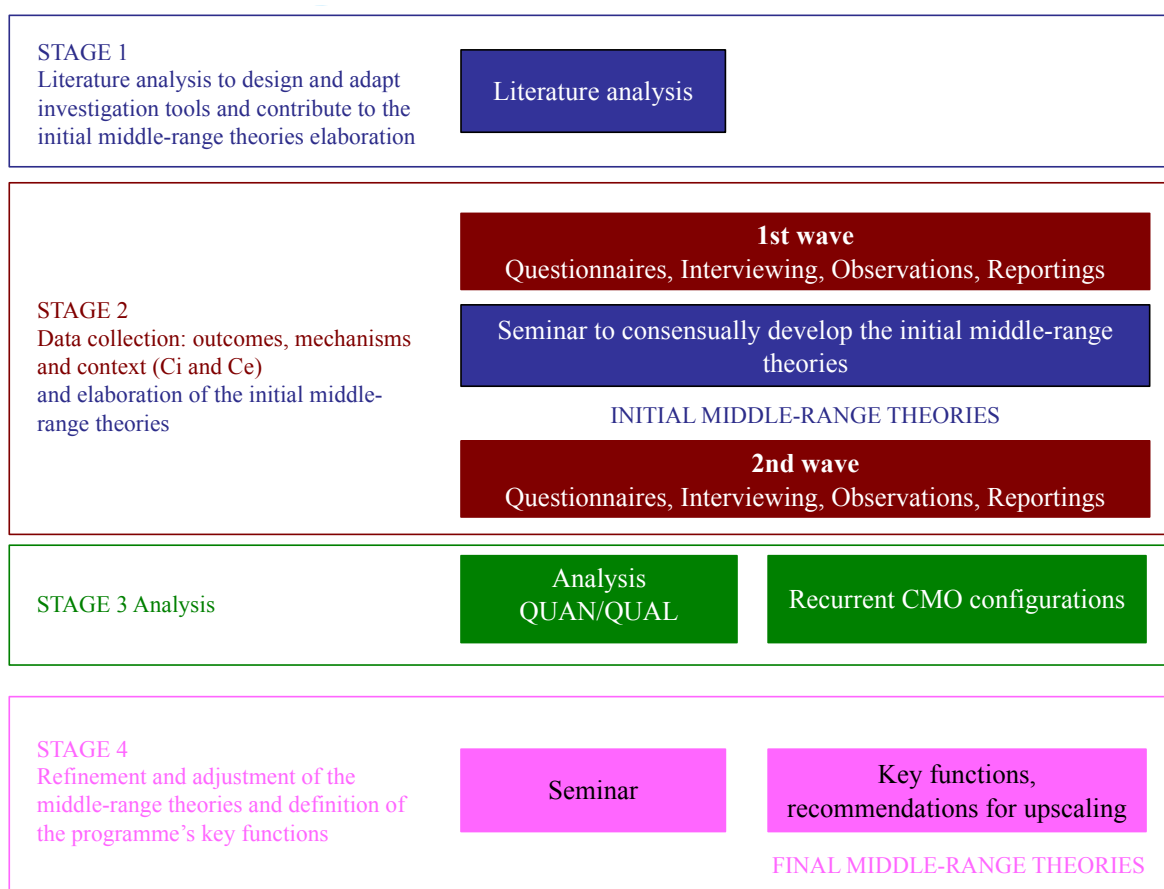 STAGE 1
Literature analysis to design and adapt
investigation tools and contribute to the
initial middle-range theories elaboration
Literature analysis
STAGE 2
Data collection: outcomes, mechanisms
and context (Ci and Ce)
and elaboration of the initial middle-
range theories
1st wave
Questionnaires, Interviewing, Observations, Reportings
Seminar to consensually develop the initial middle-range
theories
INITIAL MIDDLE-RANGE THEORIES
2nd wave
Questionnaires, Interviewing, Observations, Reportings
STAGE 3 Analysis
Analysis
QUAN/QUAL
Recurrent CMO configurations
STAGE 4
Refinement and adjustment of the
middle-range theories and definition of
the programme’s key functions
Seminar
Key functions,
recommendations for upscaling
FINAL MIDDLE-RANGE THEORIES